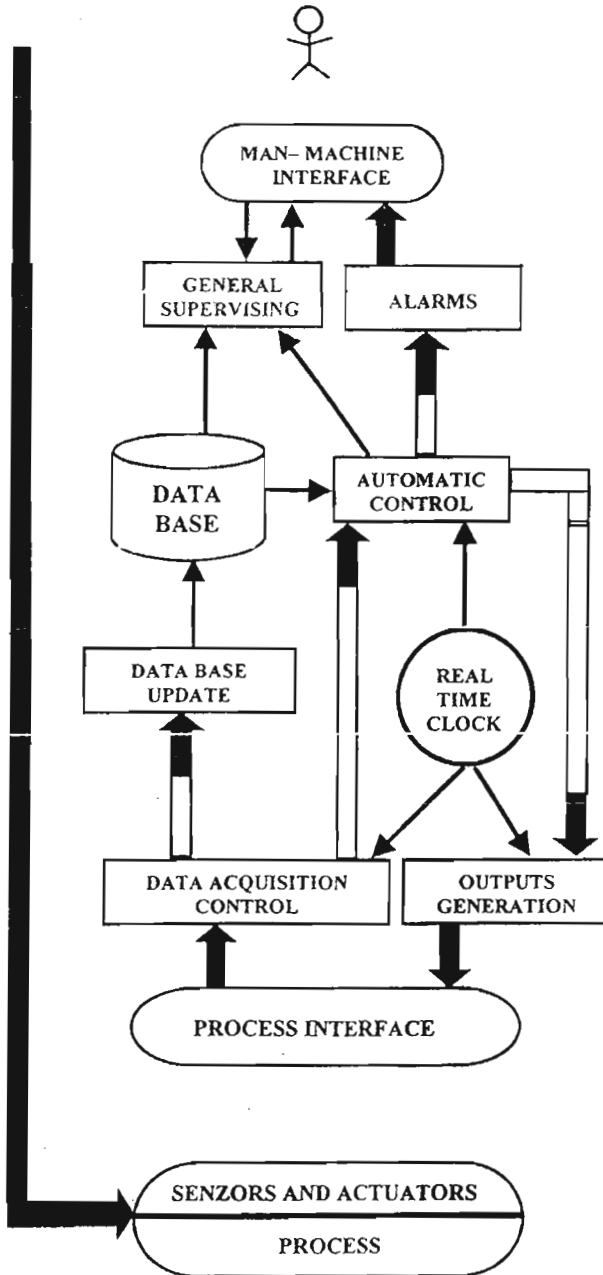 MAN– MACHINE
INTERFACE
GENERAL
SUPERVISING
ALARMS
DATA
BASE
AUTOMATIC
CONTROL
DATA BASE
UPDATE
REAL
TIME
CLOCK
DATA ACQUISITION
CONTROL
OUTPUTS
GENERATION
PROCESS INTERFACE
SENZORS AND ACTUATORS
PROCESS